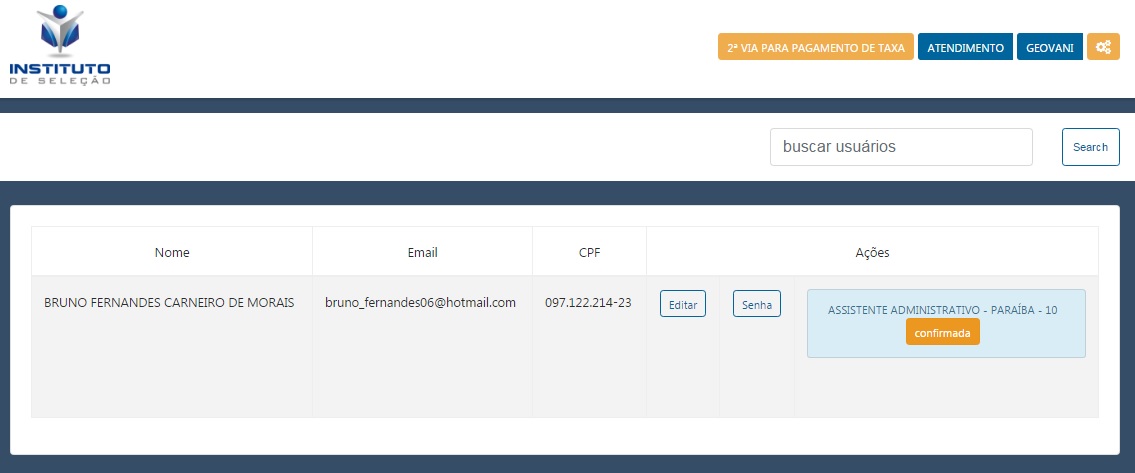 INSTITUTO
DE SELEÇÃO
2ª VIA PARA PAGAMENTO DE TAXA ATENDIMENTO GEOVANI
buscar usuários Search
Nome Email CPF Ações
BRUNO FERNANDES CARNEIRO DE MORAIS bruno_fernandes06@hotmail.com 097.122.214-23 Editar Senha ASSISTENTE ADMINISTRATIVO - PARAÍBA - 10
confirmada